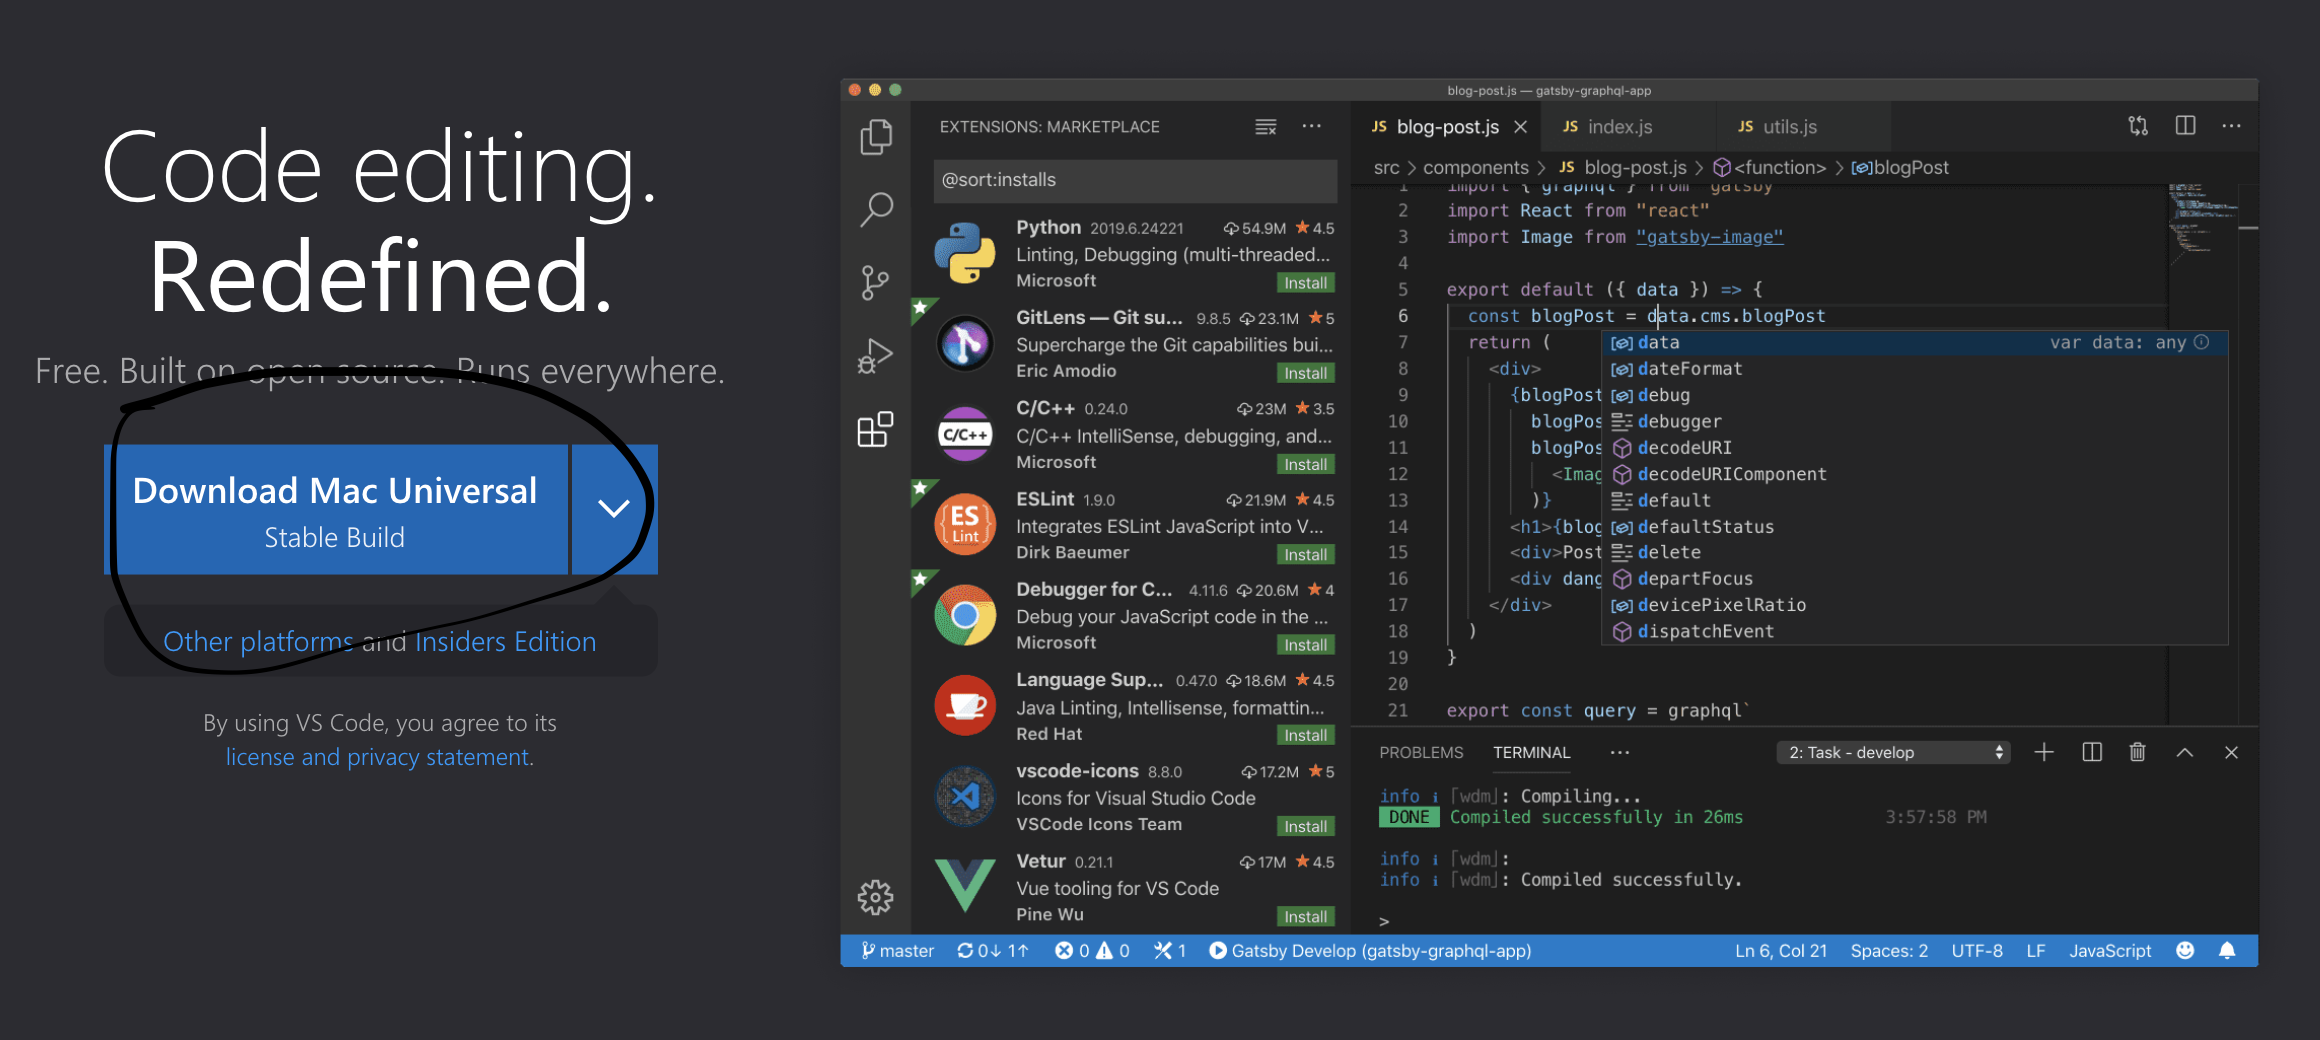 Code editing.
Redefined.
Free. Built on open source. Runs everywhere.
Download Mac Universal
Stable Build
Other platforms and Insiders Edition
By using VS Code, you agree to its
license and privacy statement.
blog-post.js — gatsby-graphql-app
EXTENSIONS: MARKETPLACE
@sort:installs
Python 2019.6.24221 54.9M 4.5
Linting, Debugging (multi-threaded...
Microsoft Install
GitLens — Git su... 9.8.5 23.1M 5
Supercharge the Git capabilities bui...
Eric Amodio Install
C/C++ 0.24.0 23M 3.5
C/C++
C/C++ IntelliSense, debugging, and...
Microsoft Install
ESLint 1.9.0 21.9M 4.5
ES
Lint
Integrates ESLint JavaScript into V...
Dirk Baeumer Install
Debugger for C... 4.11.6 20.6M 4
Debug your JavaScript code in the ...
Microsoft Install
Language Sup... 0.47.0 18.6M 4.5
Java Linting, Intellisense, formattin...
Red Hat Install
vscode-icons 8.8.0 17.2M 5
Icons for Visual Studio Code
VSCode Icons Team Install
Vetur 0.21.1 17M 4.5
Vue tooling for VS Code
Pine Wu Install
JS blog-post.js JS index.js JS utils.js
src > components > JS blog-post.js > <function> > blogPost
1 import { graphql } from "gatsby"
2 import React from "react"
3 import Image from "gatsby-image"
4
5 export default ({ data }) => {
6 const blogPost = data.cms.blogPost
7 return (
8 <div>
9 {blogPost
10 blogPos
11 blogPos
12 <Imag
13 )}
14 <h1>{blog
15 <div>Post
16 <div dang
17 </div>
18 )
19 }
20
21 export const query = graphql`
data var data: any
dateFormat
debug
debugger
decodeURI
decodeURIComponent
default
defaultStatus
delete
departFocus
devicePixelRatio
dispatchEvent
PROBLEMS TERMINAL ... 2: Task - develop
info i ｢wdm｣: Compiling...
DONE Compiled successfully in 26ms 3:57:58 PM
info i ｢wdm｣:
info i ｢wdm｣: Compiled successfully.
>
master 0↓ 1↑ 0 0 1 Gatsby Develop (gatsby-graphql-app) Ln 6, Col 21 Spaces: 2 UTF-8 LF JavaScript